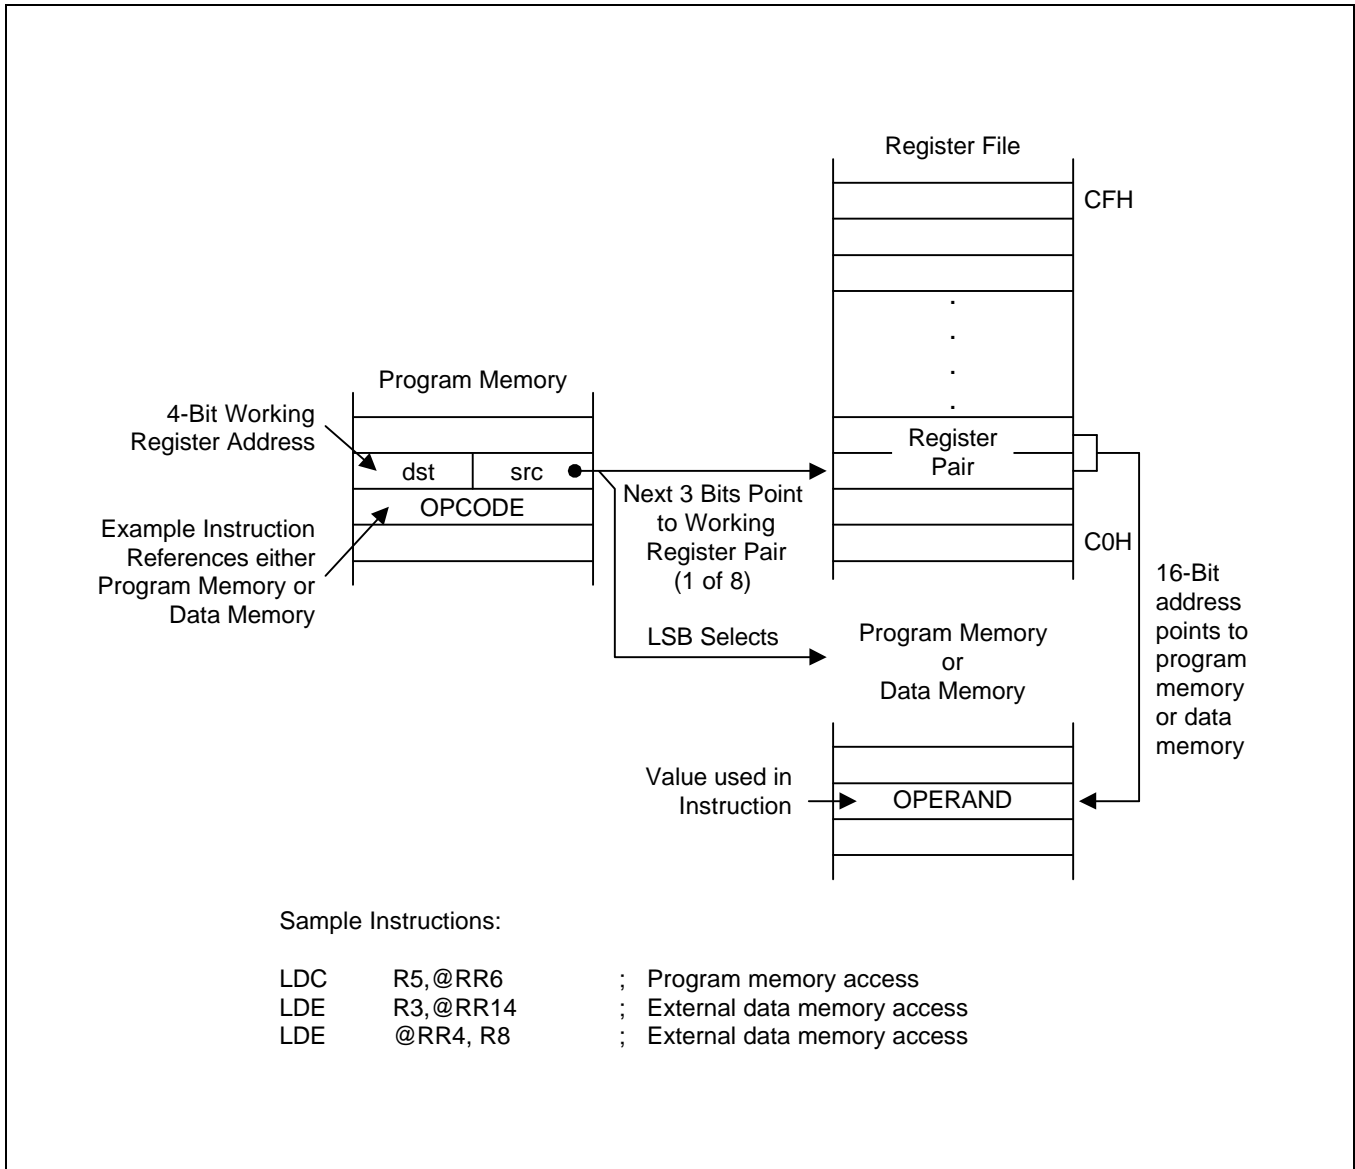 Register File
CFH
.
.
.
.
Program Memory
4-Bit Working
Register Address
dst src
OPCODE
Example Instruction
References either
Program Memory or
Data Memory
Register
Pair
Next 3 Bits Point
to Working
Register Pair
(1 of 8)
C0H
LSB Selects
Program Memory
or
Data Memory
16-Bit
address
points to
program
memory
or data
memory
Value used in
Instruction
OPERAND
Sample Instructions:
LDC R5,@RR6 ; Program memory access
LDE R3,@RR14 ; External data memory access
LDE @RR4, R8 ; External data memory access